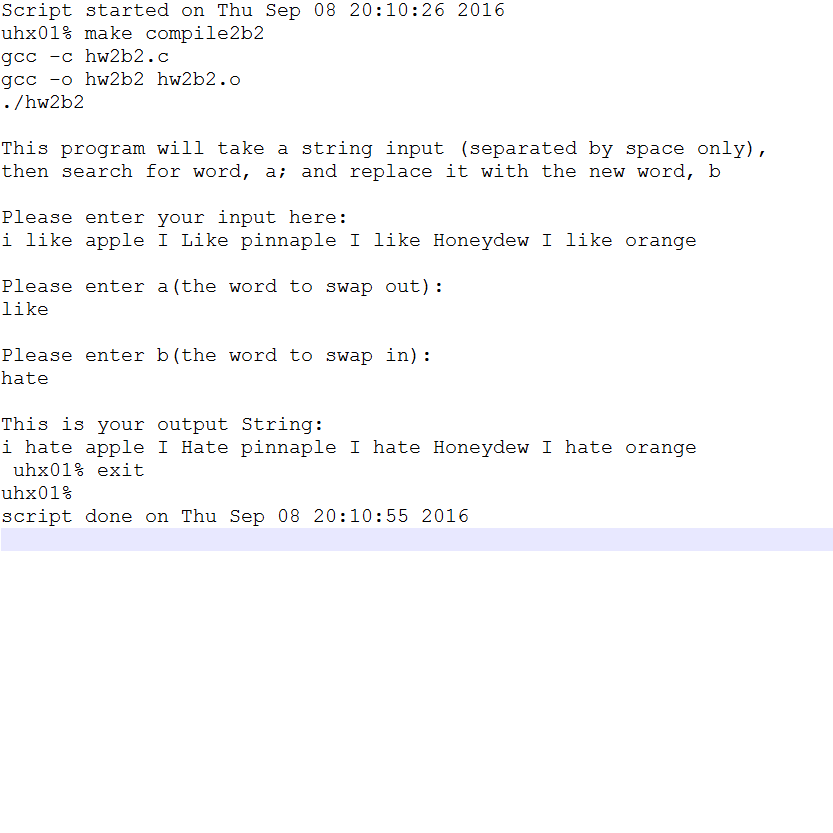 Script started on Thu Sep 08 20:10:26 2016
uhx01% make compile2b2
gcc -c hw2b2.c
gcc -o hw2b2 hw2b2.o
./hw2b2
This program will take a string input (separated by space only),
then search for word, a; and replace it with the new word, b
Please enter your input here:
i like apple I Like pinnaple I like Honeydew I like orange
Please enter a(the word to swap out):
like
Please enter b(the word to swap in):
hate
This is your output String:
i hate apple I Hate pinnaple I hate Honeydew I hate orange
 uhx01% exit
uhx01%
script done on Thu Sep 08 20:10:55 2016